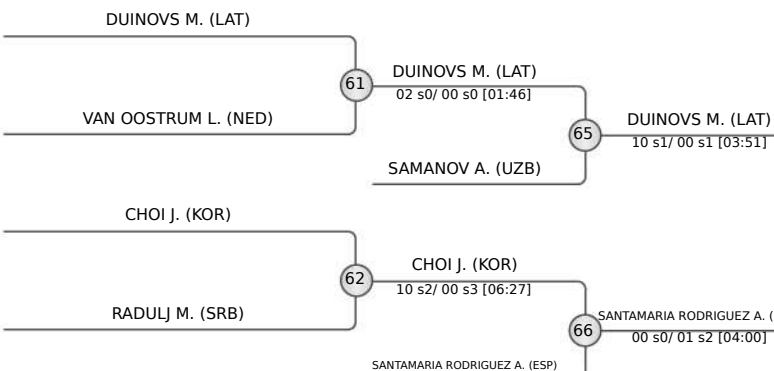 DUINOVS M. (LAT)
61
DUINOVS M. (LAT)
02 s0/ 00 s0 [01:46]
VAN OOSTRUM L. (NED)
65
DUINOVS M. (LAT)
10 s1/ 00 s1 [03:51]
SAMANOV A. (UZB)
CHOI J. (KOR)
62
CHOI J. (KOR)
10 s2/ 00 s3 [06:27]
RADULJ M. (SRB)
66
SANTAMARIA RODRIGUEZ A. (
00 s0/ 01 s2 [04:00]
SANTAMARIA RODRIGUEZ A. (ESP)